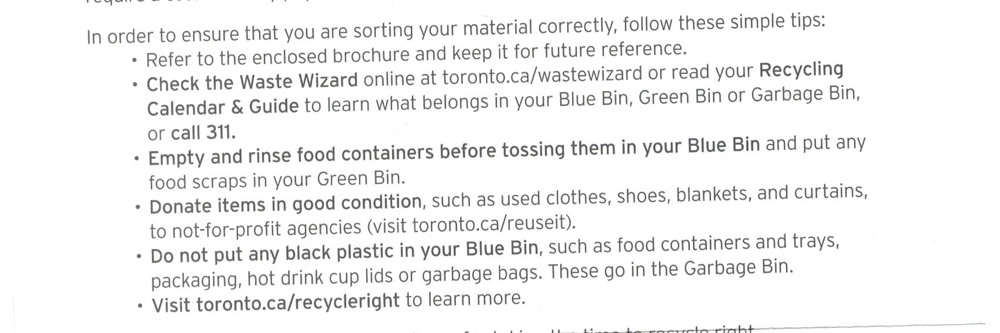 In order to ensure that you are sorting your material correctly, follow these simple tips:
• Refer to the enclosed brochure and keep it for future reference.
• Check the Waste Wizard online at toronto.ca/wastewizard or read your Recycling
Calendar & Guide to learn what belongs in your Blue Bin, Green Bin or Garbage Bin,
or call 311.
• Empty and rinse food containers before tossing them in your Blue Bin and put any
food scraps in your Green Bin.
• Donate items in good condition, such as used clothes, shoes, blankets, and curtains,
to not-for-profit agencies (visit toronto.ca/reuseit).
• Do not put any black plastic in your Blue Bin, such as food containers and trays,
packaging, hot drink cup lids or garbage bags. These go in the Garbage Bin.
• Visit toronto.ca/recycleright to learn more.
time to recycle right